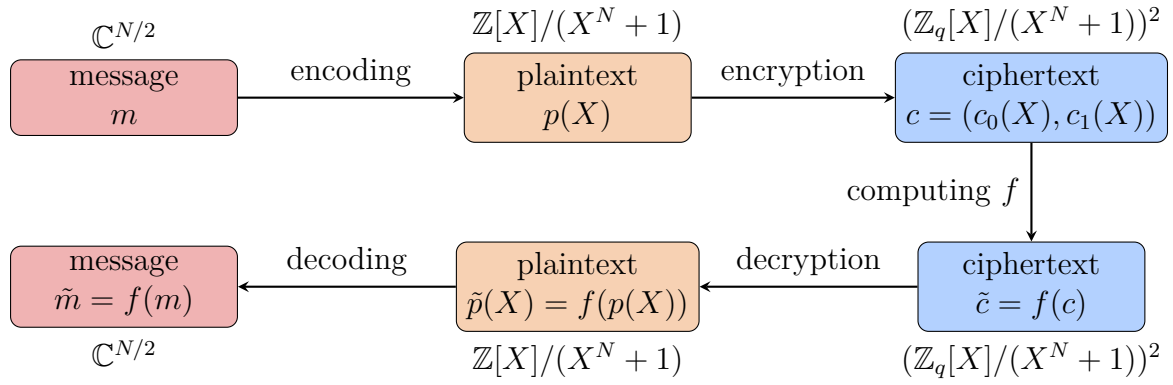 ℂ^{N/2}
ℤ[X]/(X^N + 1)
(ℤ_q[X]/(X^N + 1))^2
message
m
encoding
plaintext
p(X)
encryption
ciphertext
c = (c_0(X), c_1(X))
computing f
message
m̃ = f(m)
decoding
plaintext
p̃(X) = f(p(X))
decryption
ciphertext
c̃ = f(c)
ℂ^{N/2}
ℤ[X]/(X^N + 1)
(ℤ_q[X]/(X^N + 1))^2